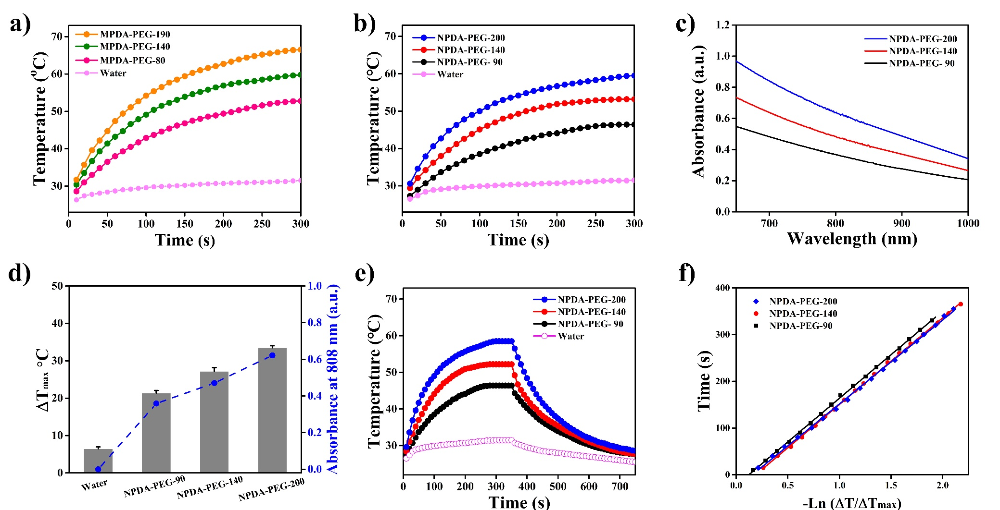 a)
MPDA-PEG-190
MPDA-PEG-140
MPDA-PEG-80
Water
70
60
50
40
30
0 50 100 150 200 250 300
Temperature (⁰C)
Time (s)
b)
NPDA-PEG-200
NPDA-PEG-140
NPDA-PEG- 90
Water
70
60
50
40
30
0 50 100 150 200 250 300
Temperature (°C)
Time (s)
c)
NPDA-PEG-200
NPDA-PEG-140
NPDA-PEG- 90
1.2
1.0
0.8
0.6
0.4
0.2
0.0
700 800 900 1000
Absorbance (a.u.)
Wavelength (nm)
d)
50
40
30
20
10
0
ΔTmax °C
1.0
0.8
0.6
0.4
0.2
0.0
Absorbance at 808 nm (a.u.)
Water NPDA-PEG-90 NPDA-PEG-140 NPDA-PEG-200
e)
NPDA-PEG-200
NPDA-PEG-140
NPDA-PEG- 90
Water
70
60
50
40
30
0 100 200 300 400 500 600 700
Temperature (°C)
Time (s)
f)
NPDA-PEG-200
NPDA-PEG-140
NPDA-PEG-90
400
300
200
100
0
0.0 0.5 1.0 1.5 2.0
Time (s)
-Ln (ΔT/ΔTmax)